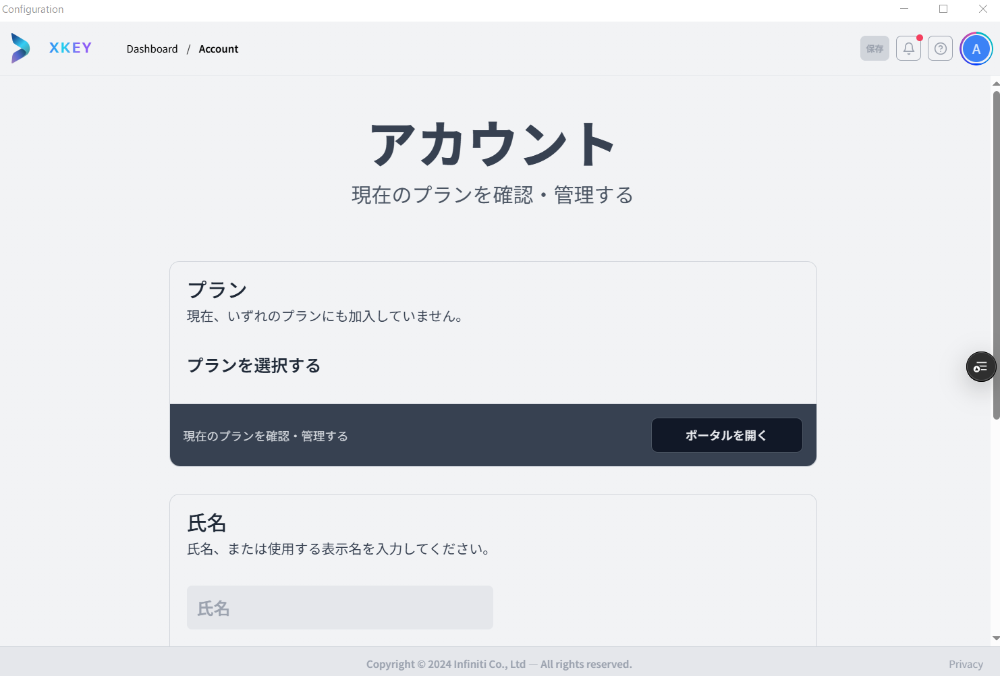 Configuration
XKEY
Dashboard / Account
保存
A
アカウント
現在のプランを確認・管理する
プラン
現在、いずれのプランにも加入していません。
プランを選択する
現在のプランを確認・管理する
ポータルを開く
氏名
氏名、または使用する表示名を入力してください。
氏名
Copyright © 2024 Infiniti Co., Ltd — All rights reserved.
Privacy